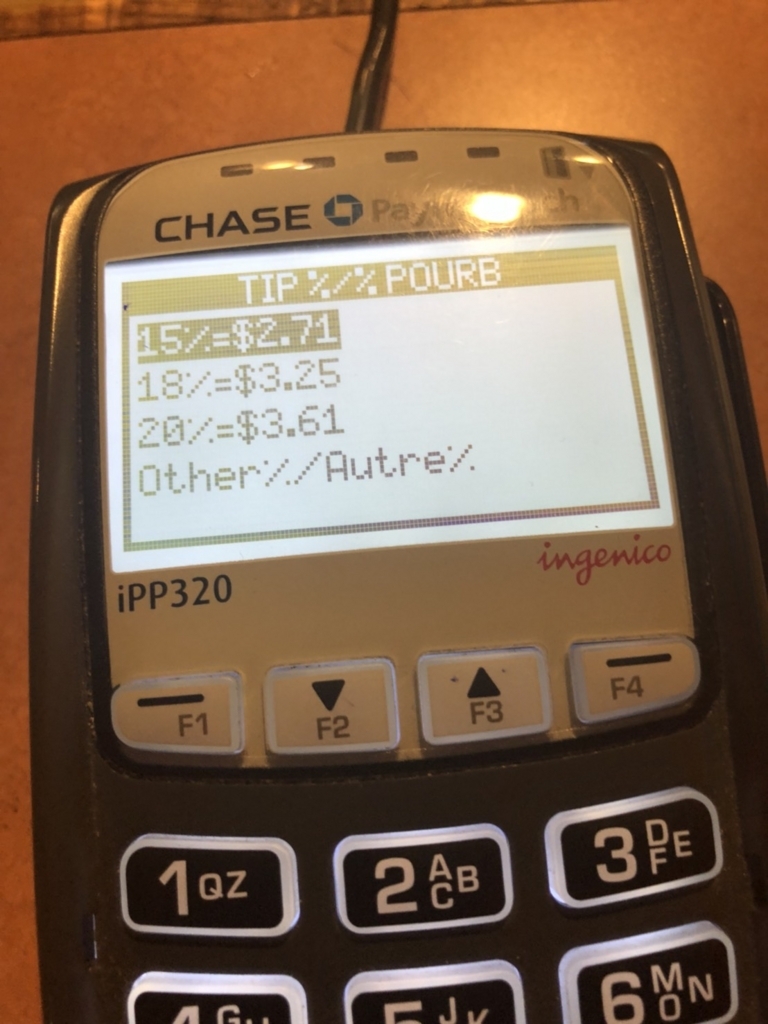 CHASE
TIP %/% POURB
15%=$2.71
18%=$3.25
20%=$3.61
Other%/Autre%
iPP320 ingenico
F1 F2 F3 F4
1 QZ 2 ABC 3 DEF
6 MNO